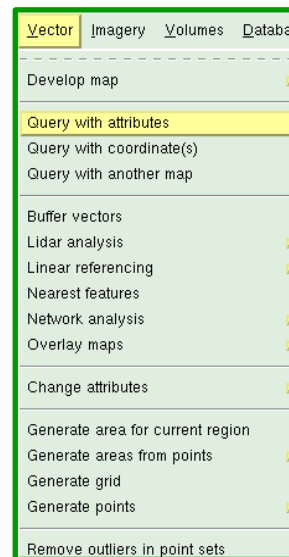 Vector Imagery Volumes Databa
Develop map
Query with attributes
Query with coordinate(s)
Query with another map
Buffer vectors
Lidar analysis
Linear referencing
Nearest features
Network analysis
Overlay maps
Change attributes
Generate area for current region
Generate areas from points
Generate grid
Generate points
Remove outliers in point sets